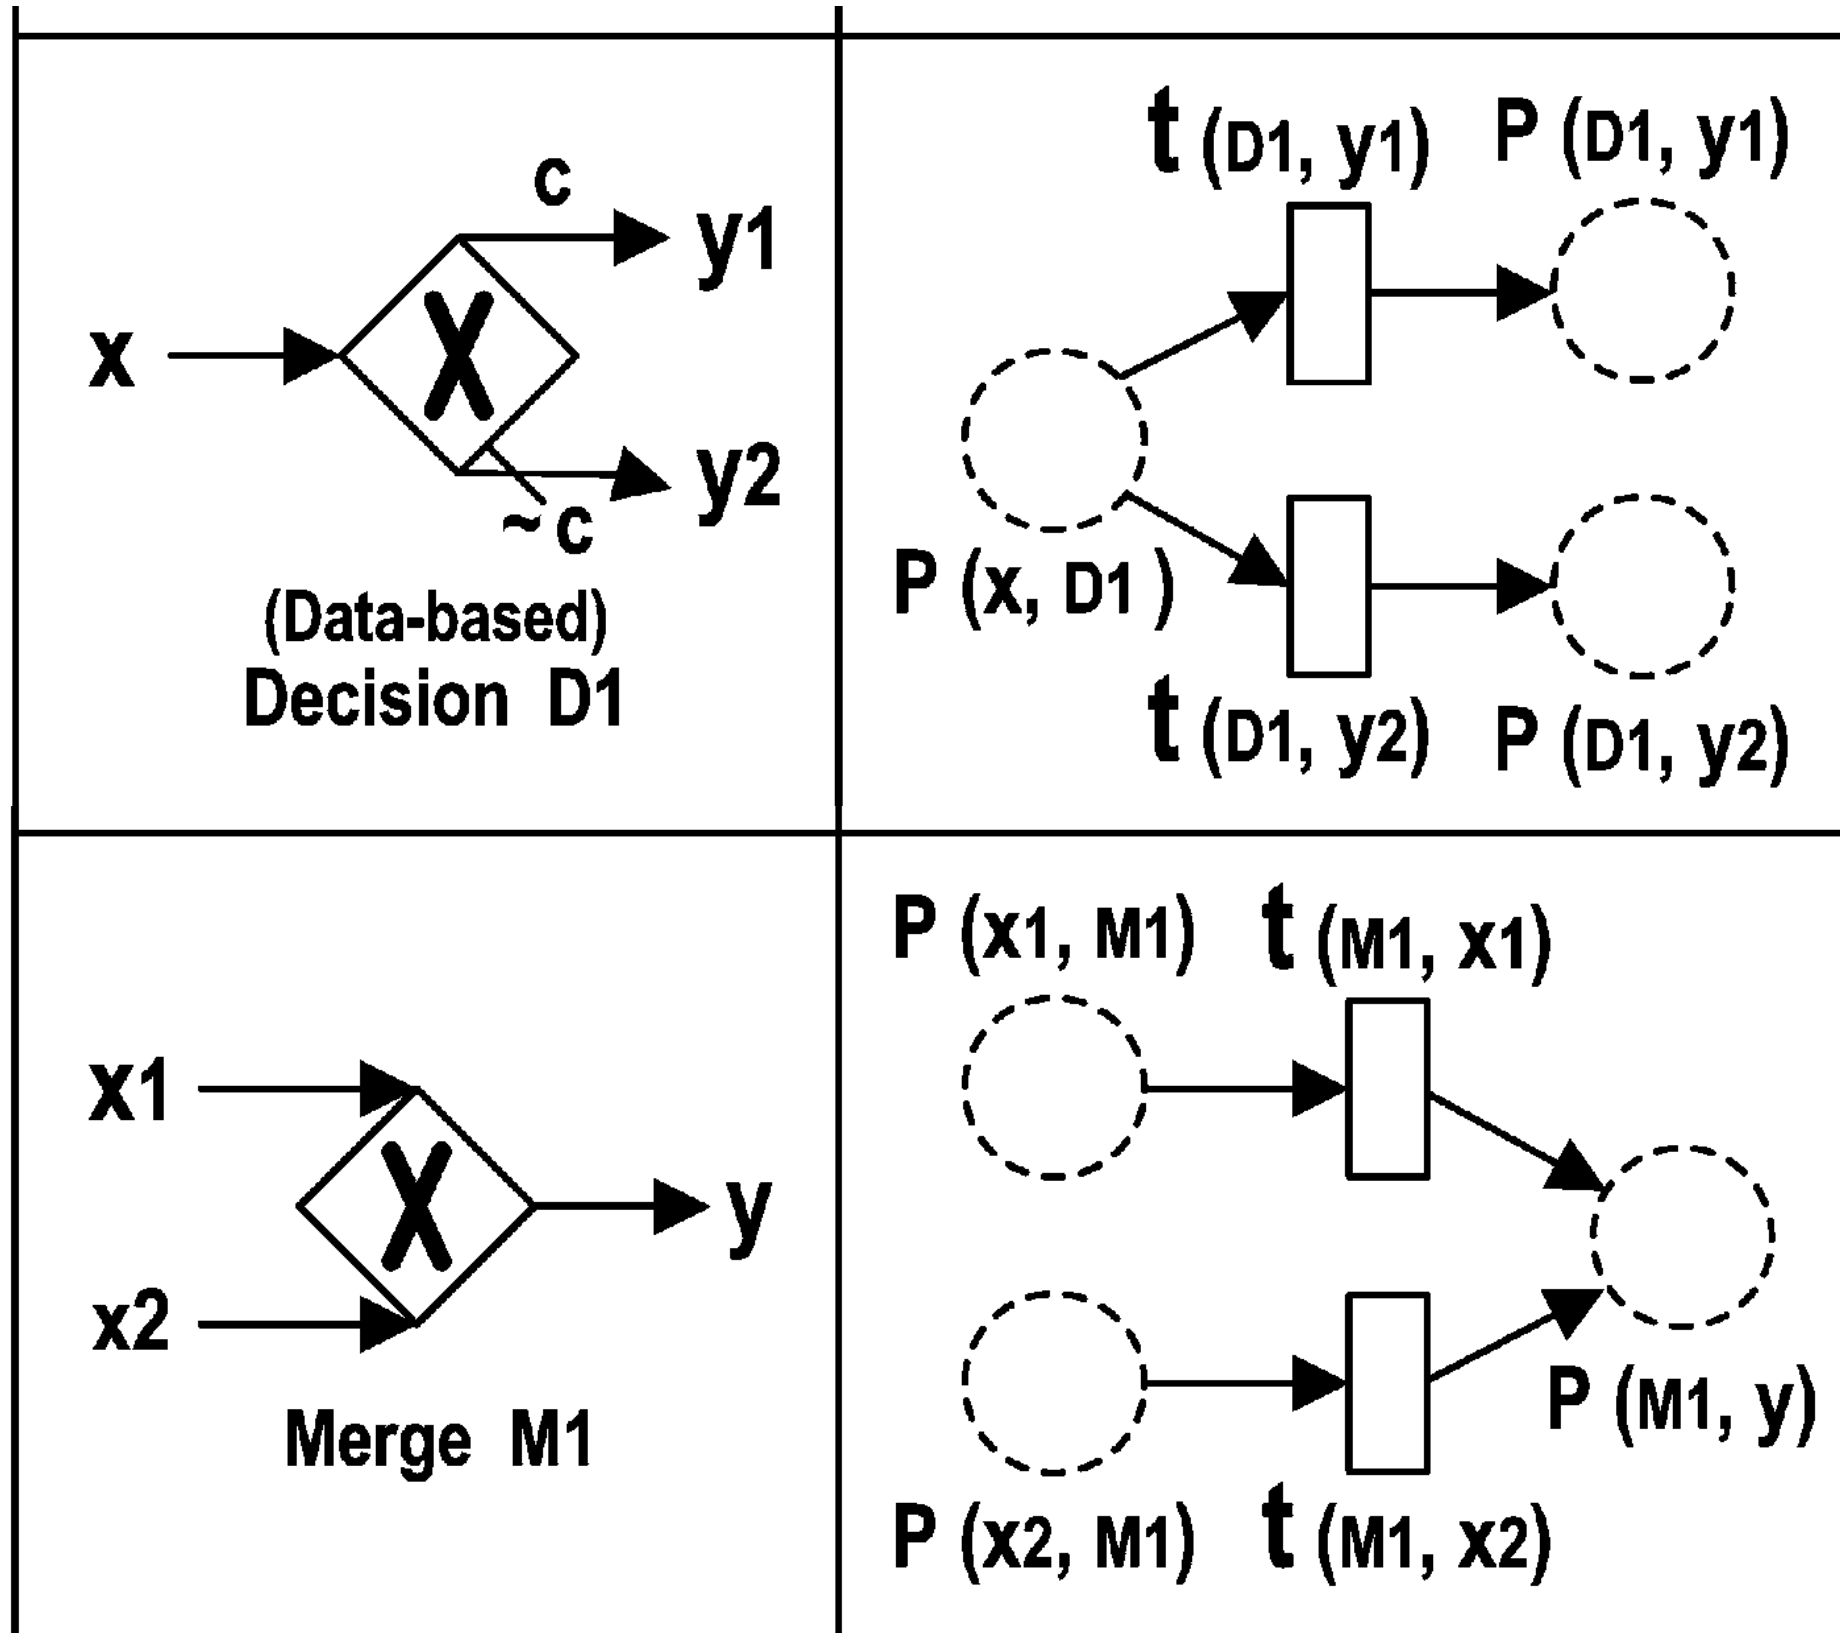 c
y1
X
x
y2
~ c
(Data-based)
Decision D1
t (D1, y1) P (D1, y1)
P (x, D1 )
t (D1, y2) P (D1, y2)
x1
X
y
x2
Merge M1
P (x1, M1) t (M1, x1)
P (M1, y)
P (x2, M1) t (M1, x2)